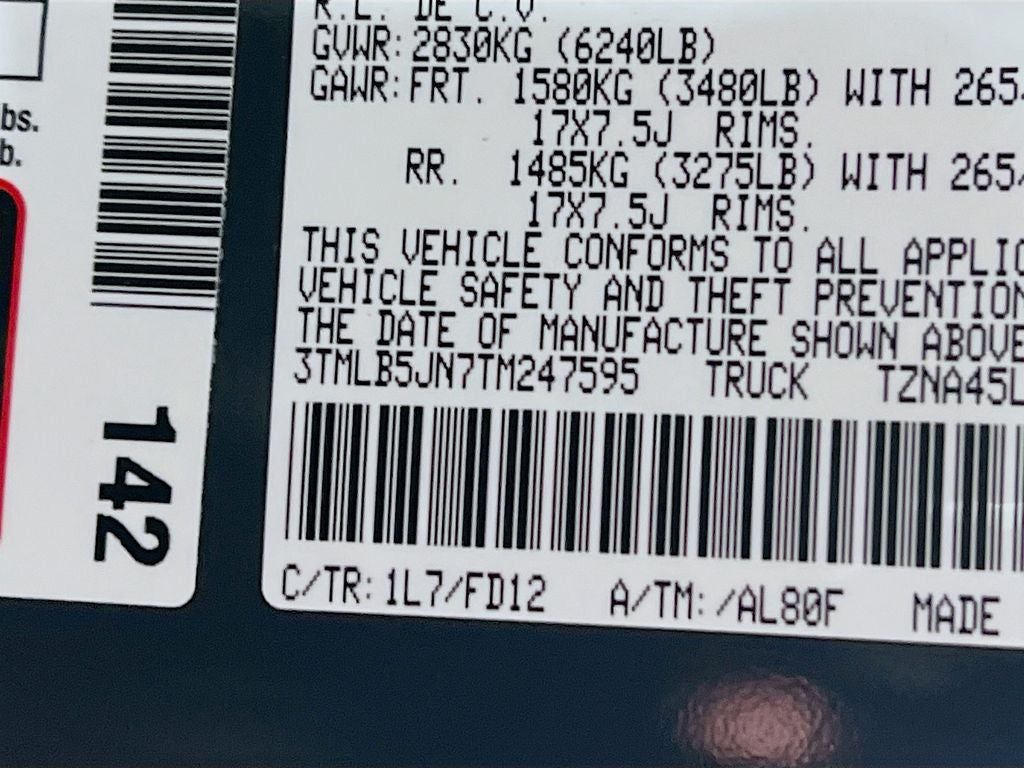 bs.
b.
142
R.L. DE C.V.
GVWR: 2830KG (6240LB)
GAWR: FRT. 1580KG (3480LB) WITH 265
17X7.5J RIMS.
RR. 1485KG (3275LB) WITH 265/
17X7.5J RIMS.
THIS VEHICLE CONFORMS TO ALL APPLIC
VEHICLE SAFETY AND THEFT PREVENTION
THE DATE OF MANUFACTURE SHOWN ABOVE
3TMLB5JN7TM247595 TRUCK TZNA45L
C/TR: 1L7/FD12 A/TM: /AL80F MADE